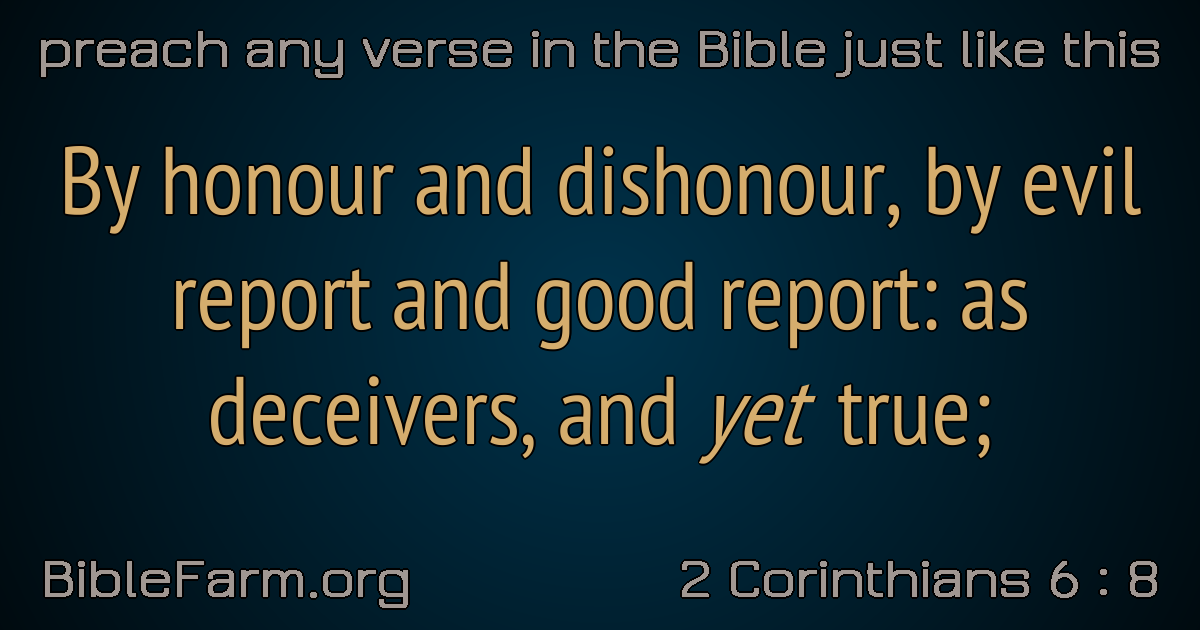 preach any verse in the Bible just like this
By honour and dishonour, by evil
report and good report: as
deceivers, and yet true;
BibleFarm.org
2 Corinthians 6 : 8